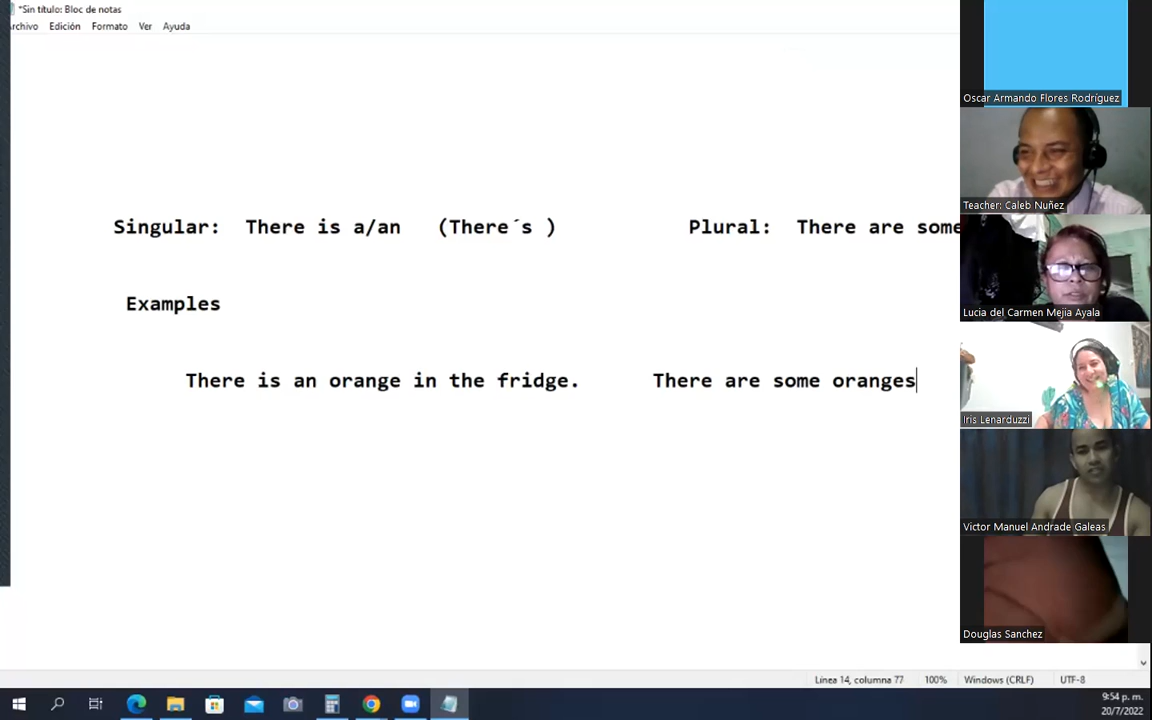 *Sin título: Bloc de notas
rchivo Edición Formato Ver Ayuda
Singular: There is a/an (There´s ) Plural: There are some
Examples
There is an orange in the fridge. There are some oranges
Oscar Armando Flores Rodríguez
Teacher: Caleb Nuñez
Lucia del Carmen Mejia Ayala
Iris Lenarduzzi
Victor Manuel Andrade Galeas
Douglas Sanchez
Línea 14, columna 77 100% Windows (CRLF) UTF-8
9:54 p. m.
20/7/2022